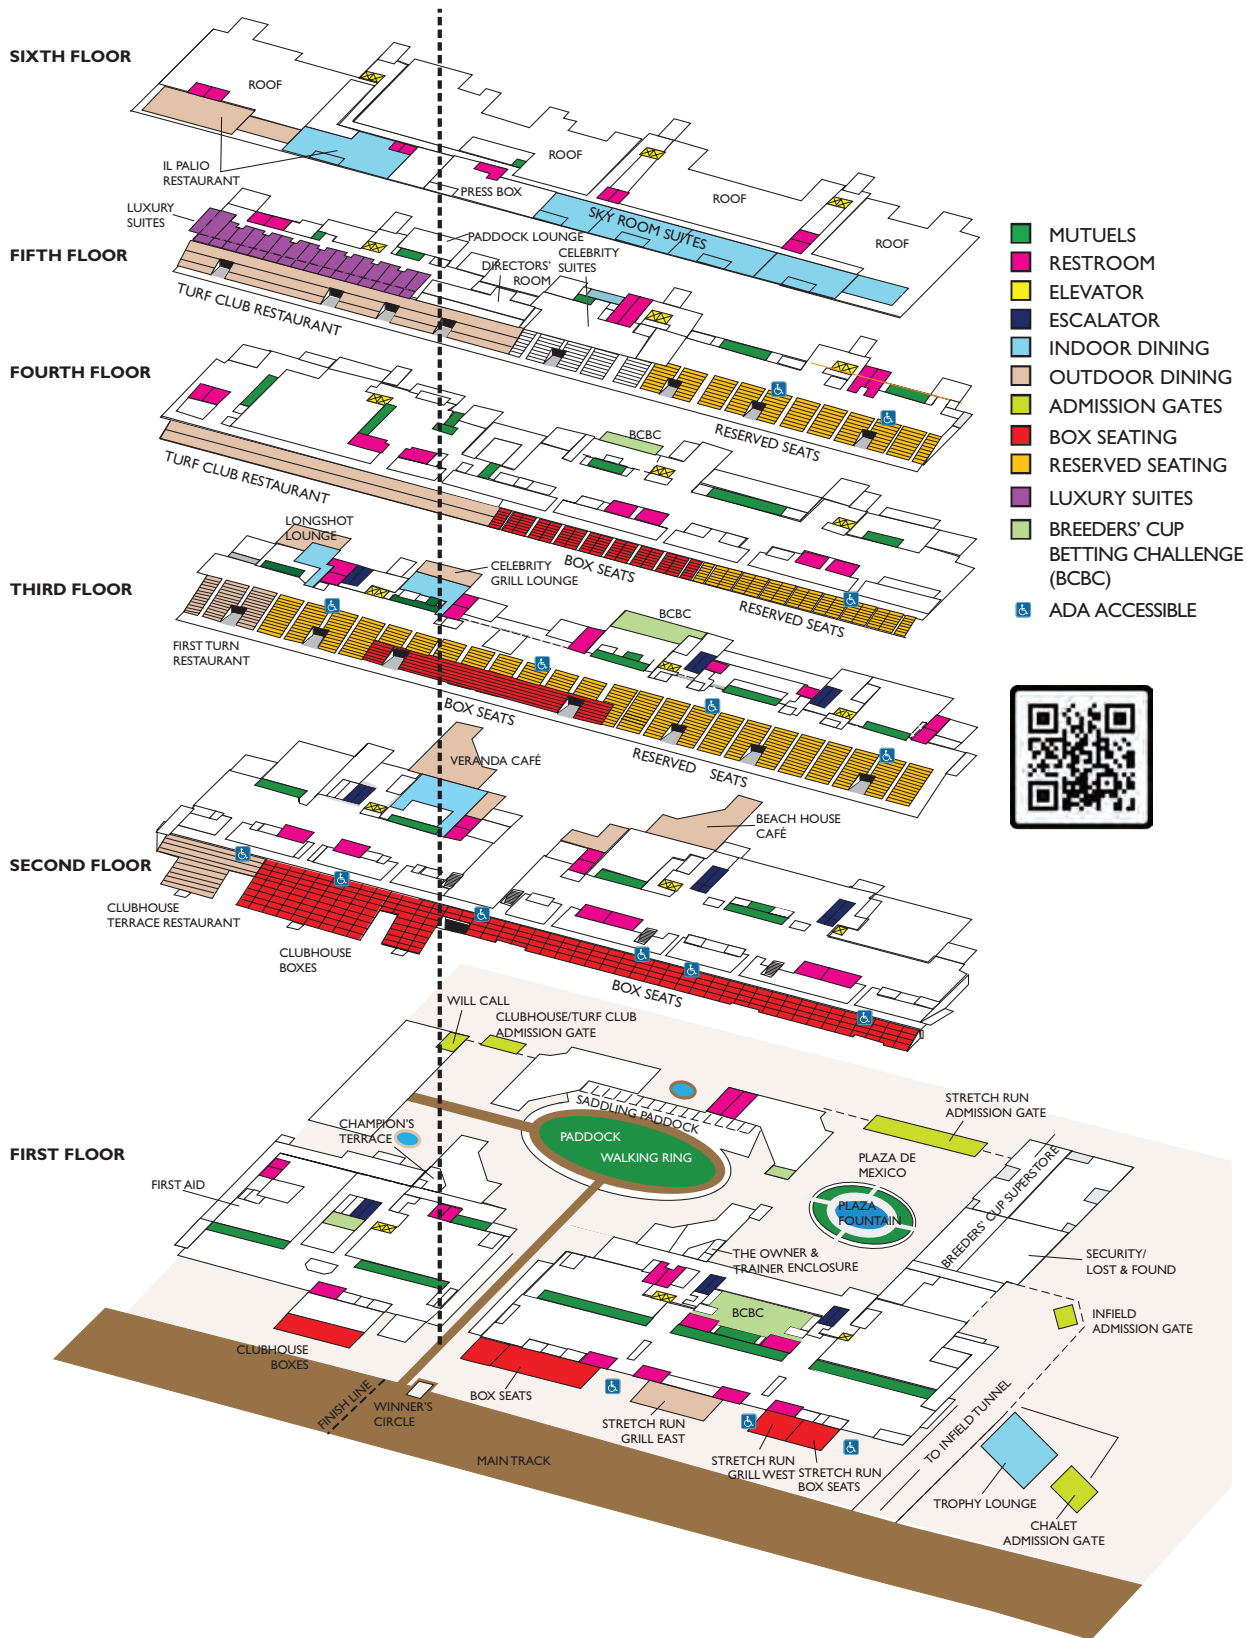 SIXTH FLOOR
ROOF
IL PALIO
RESTAURANT
PRESS BOX
ROOF
SKY ROOM SUITES
ROOF
ROOF
LUXURY
SUITES
FIFTH FLOOR
PADDOCK LOUNGE
DIRECTORS'
ROOM
CELEBRITY
SUITES
TURF CLUB RESTAURANT
RESERVED SEATS
FOURTH FLOOR
BCBC
TURF CLUB RESTAURANT
BOX SEATS
RESERVED SEATS
LONGSHOT
LOUNGE
CELEBRITY
GRILL LOUNGE
THIRD FLOOR
BCBC
FIRST TURN
RESTAURANT
BOX SEATS
RESERVED SEATS
VERANDA CAFÉ
BEACH HOUSE
CAFÉ
SECOND FLOOR
CLUBHOUSE
TERRACE RESTAURANT
CLUBHOUSE
BOXES
BOX SEATS
WILL CALL
CLUBHOUSE/TURF CLUB
ADMISSION GATE
SADDLING PADDOCK
STRETCH RUN
ADMISSION GATE
CHAMPION'S
TERRACE
PADDOCK
WALKING RING
FIRST FLOOR
PLAZA DE
MEXICO
PLAZA
FOUNTAIN
BREEDERS' CUP SUPERSTORE
FIRST AID
THE OWNER &
TRAINER ENCLOSURE
SECURITY/
LOST & FOUND
BCBC
INFIELD
ADMISSION GATE
CLUBHOUSE
BOXES
FINISH LINE
WINNER'S
CIRCLE
BOX SEATS
STRETCH RUN
GRILL EAST
STRETCH RUN
GRILL WEST
STRETCH RUN
BOX SEATS
TO INFIELD TUNNEL
MAIN TRACK
TROPHY LOUNGE
CHALET
ADMISSION GATE
MUTUELS
RESTROOM
ELEVATOR
ESCALATOR
INDOOR DINING
OUTDOOR DINING
ADMISSION GATES
BOX SEATING
RESERVED SEATING
LUXURY SUITES
BREEDERS' CUP
BETTING CHALLENGE
(BCBC)
ADA ACCESSIBLE